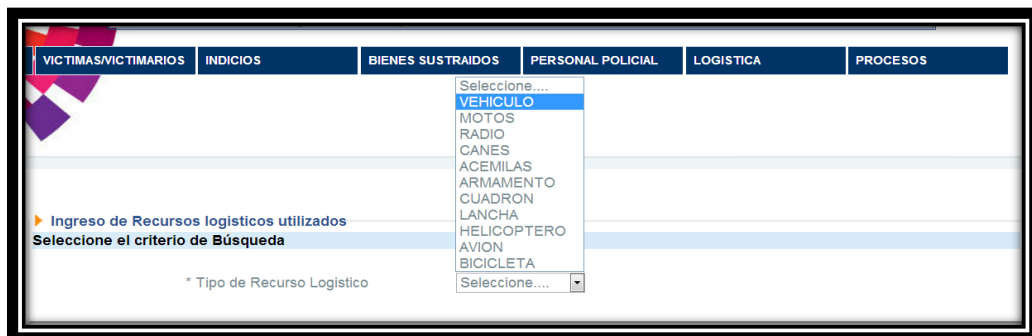 VICTIMAS/VICTIMARIOS INDICIOS BIENES SUSTRAIDOS PERSONAL POLICIAL LOGISTICA PROCESOS
Seleccione....
VEHICULO
MOTOS
RADIO
CANES
ACEMILAS
ARMAMENTO
CUADRON
LANCHA
HELICOPTERO
AVION
BICICLETA
Ingreso de Recursos logisticos utilizados
Seleccione el criterio de Búsqueda
* Tipo de Recurso Logistico Seleccione....